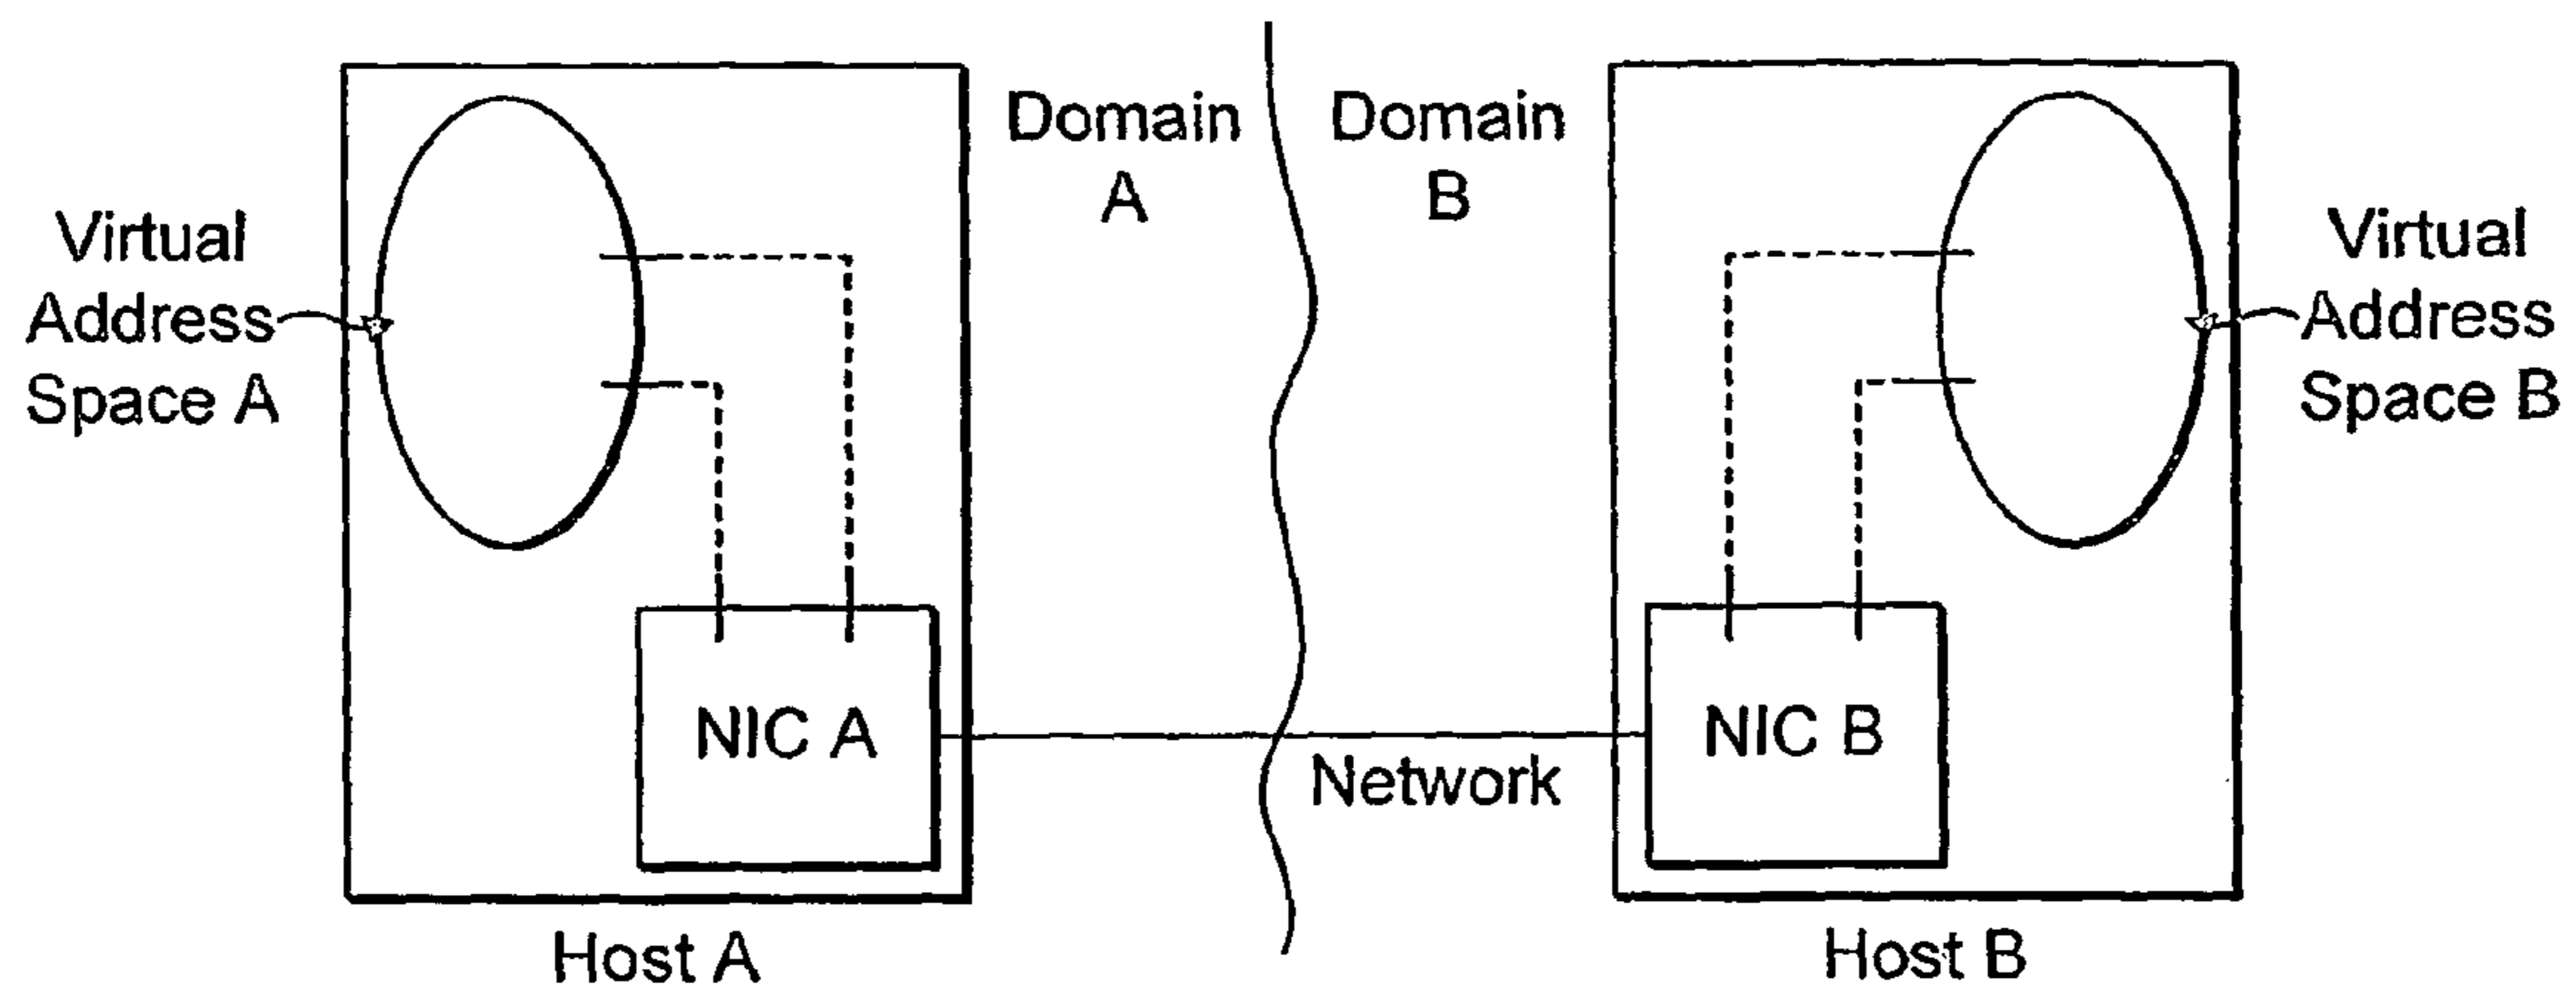 Virtual
Address
Space A
Domain
A
Domain
B
Virtual
Address
Space B
NIC A
Network
NIC B
Host A
Host B